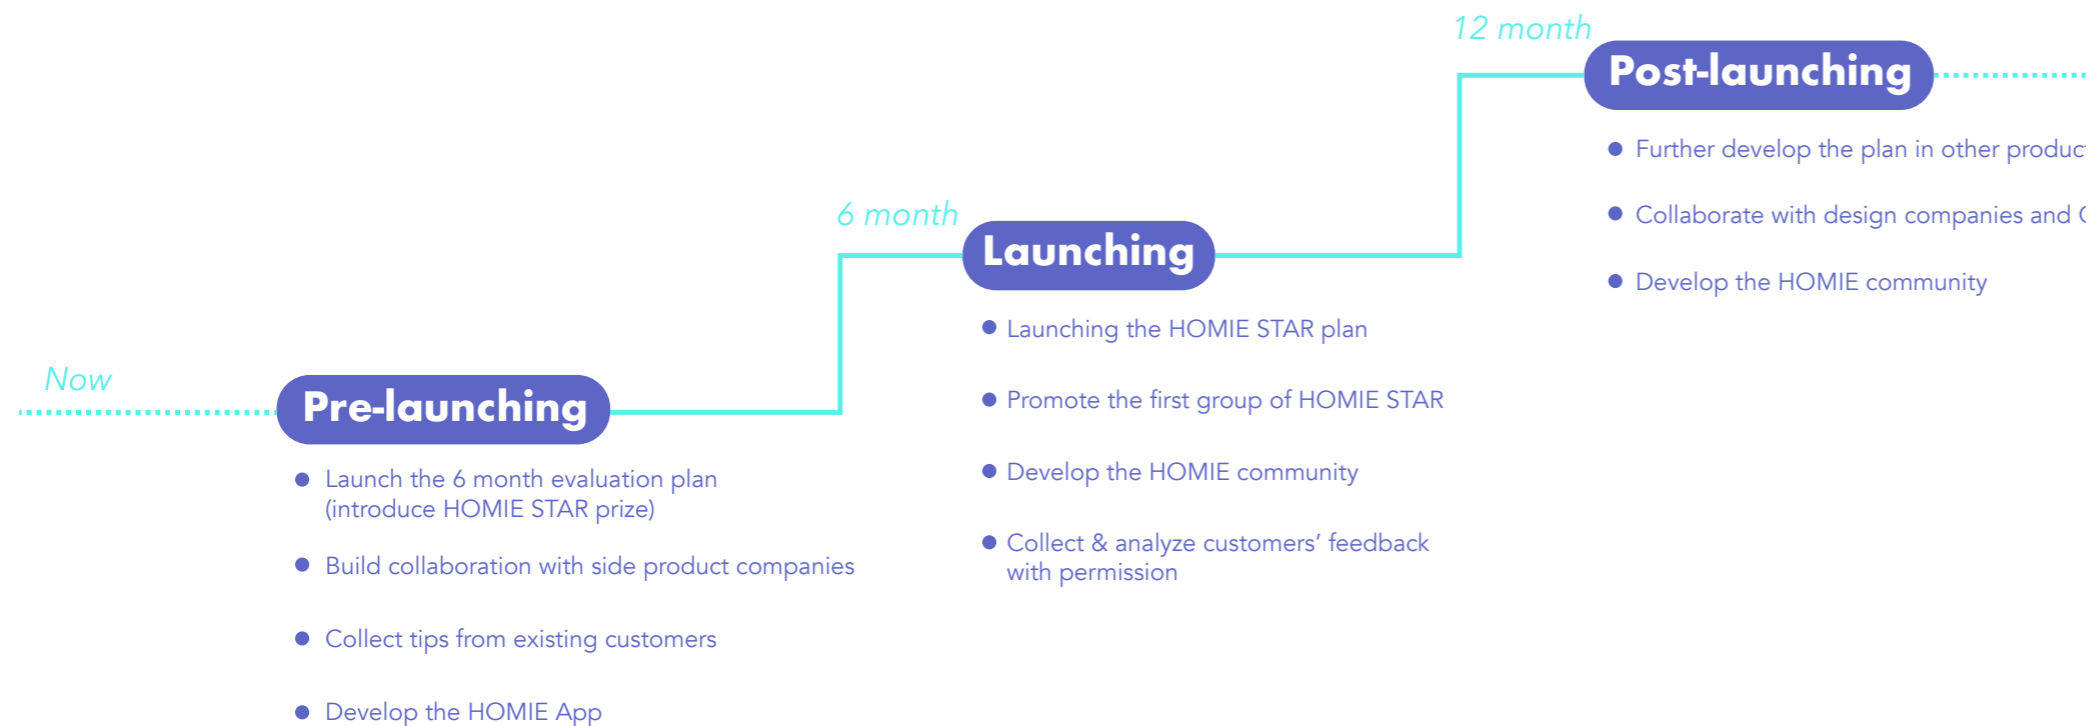 Now
Pre-launching
Launch the 6 month evaluation plan
(introduce HOMIE STAR prize)
Build collaboration with side product companies
Collect tips from existing customers
Develop the HOMIE App
6 month
Launching
Launching the HOMIE STAR plan
Promote the first group of HOMIE STAR
Develop the HOMIE community
Collect & analyze customers’ feedback
with permission
12 month
Post-launching
Further develop the plan in other
Collaborate with design companies and
Develop the HOMIE community